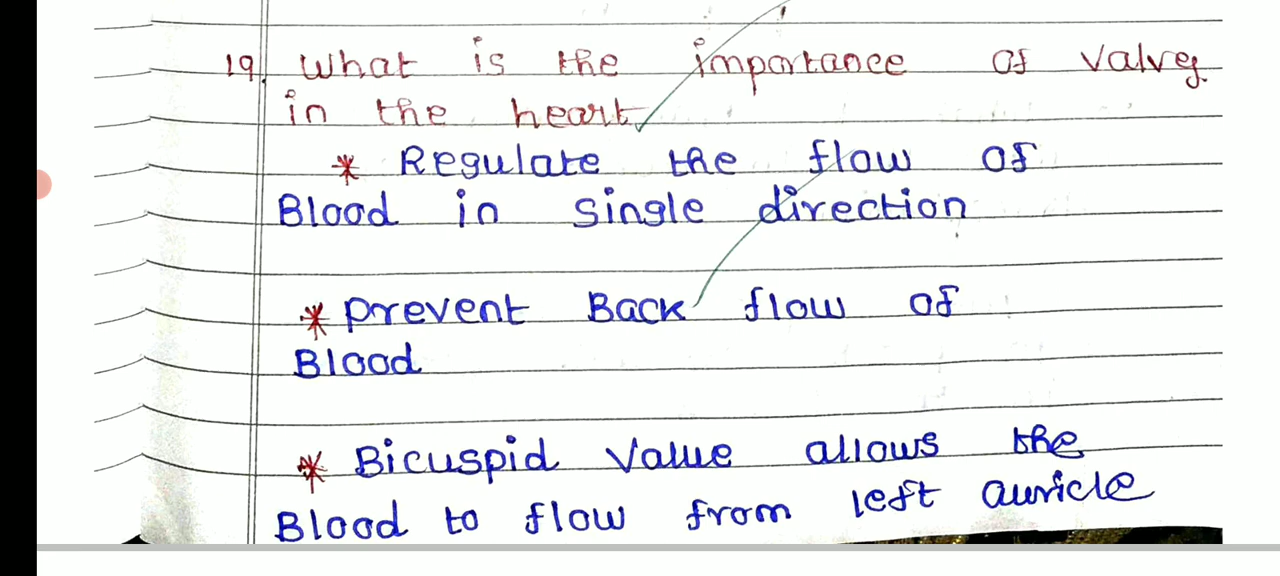 19. What is the importance of valves
in the heart
* Regulate the flow of
Blood in single direction
* prevent Back flow of
Blood
* Bicuspid Value allows the
Blood to flow from left auricle